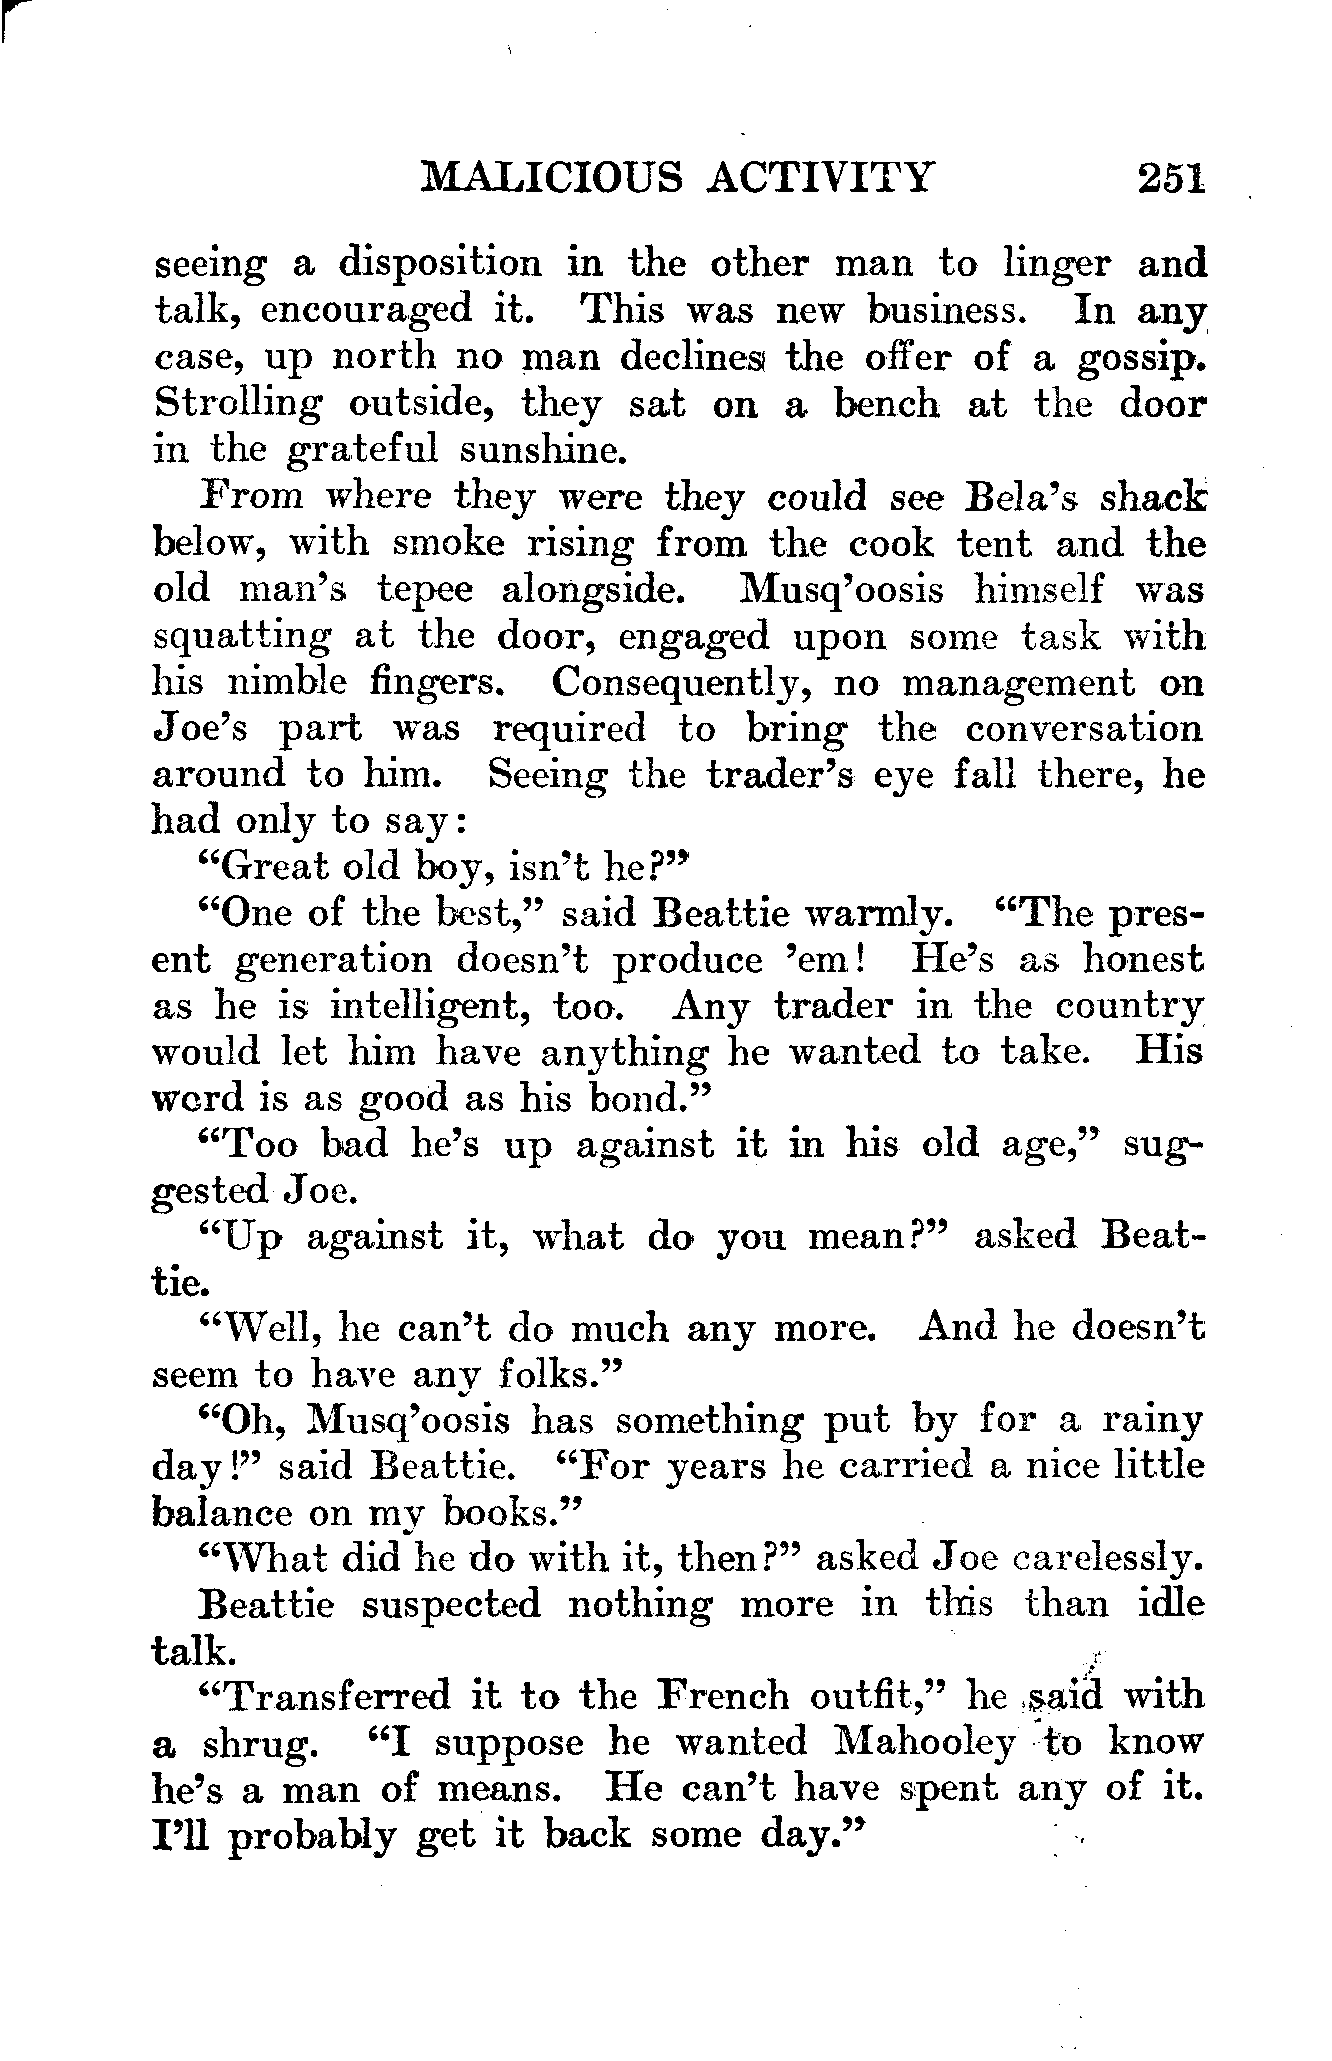 MALICIOUS ACTIVITY 251
seeing a disposition in the other man to linger and
talk, encouraged it. This was new business. In any
case, up north no man declines the offer of a gossip.
Strolling outside, they sat on a bench at the door
in the grateful sunshine.
From where they were they could see Bela’s shack
below, with smoke rising from the cook tent and the
old man’s tepee alongside. Musq’oosis himself was
squatting at the door, engaged upon some task with
his nimble fingers. Consequently, no management on
Joe’s part was required to bring the conversation
around to him. Seeing the trader’s eye fall there, he
had only to say:
“Great old boy, isn’t he?”
“One of the best,” said Beattie warmly. “The pres-
ent generation doesn’t produce ’em! He’s as honest
as he is intelligent, too. Any trader in the country
would let him have anything he wanted to take. His
word is as good as his bond.”
“Too bad he’s up against it in his old age,” sug-
gested Joe.
“Up against it, what do you mean?” asked Beat-
tie.
“Well, he can’t do much any more. And he doesn’t
seem to have any folks.”
“Oh, Musq’oosis has something put by for a rainy
day!” said Beattie. “For years he carried a nice little
balance on my books.”
“What did he do with it, then?” asked Joe carelessly.
Beattie suspected nothing more in this than idle
talk.
“Transferred it to the French outfit,” he said with
a shrug. “I suppose he wanted Mahooley to know
he’s a man of means. He can’t have spent any of it.
I’ll probably get it back some day.”